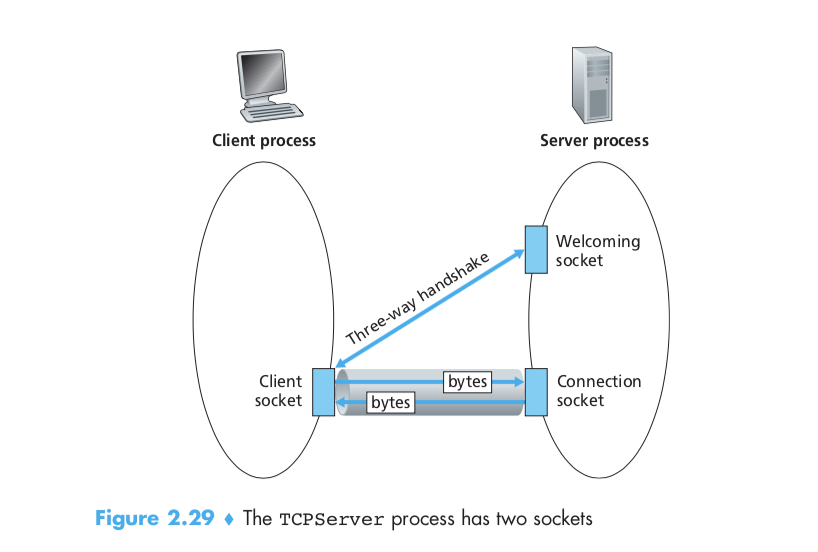 Client process
Server process
Welcoming
socket
Three-way handshake
Client
socket
bytes
bytes
Connection
socket
Figure 2.29 ♦ The TCPServer process has two sockets